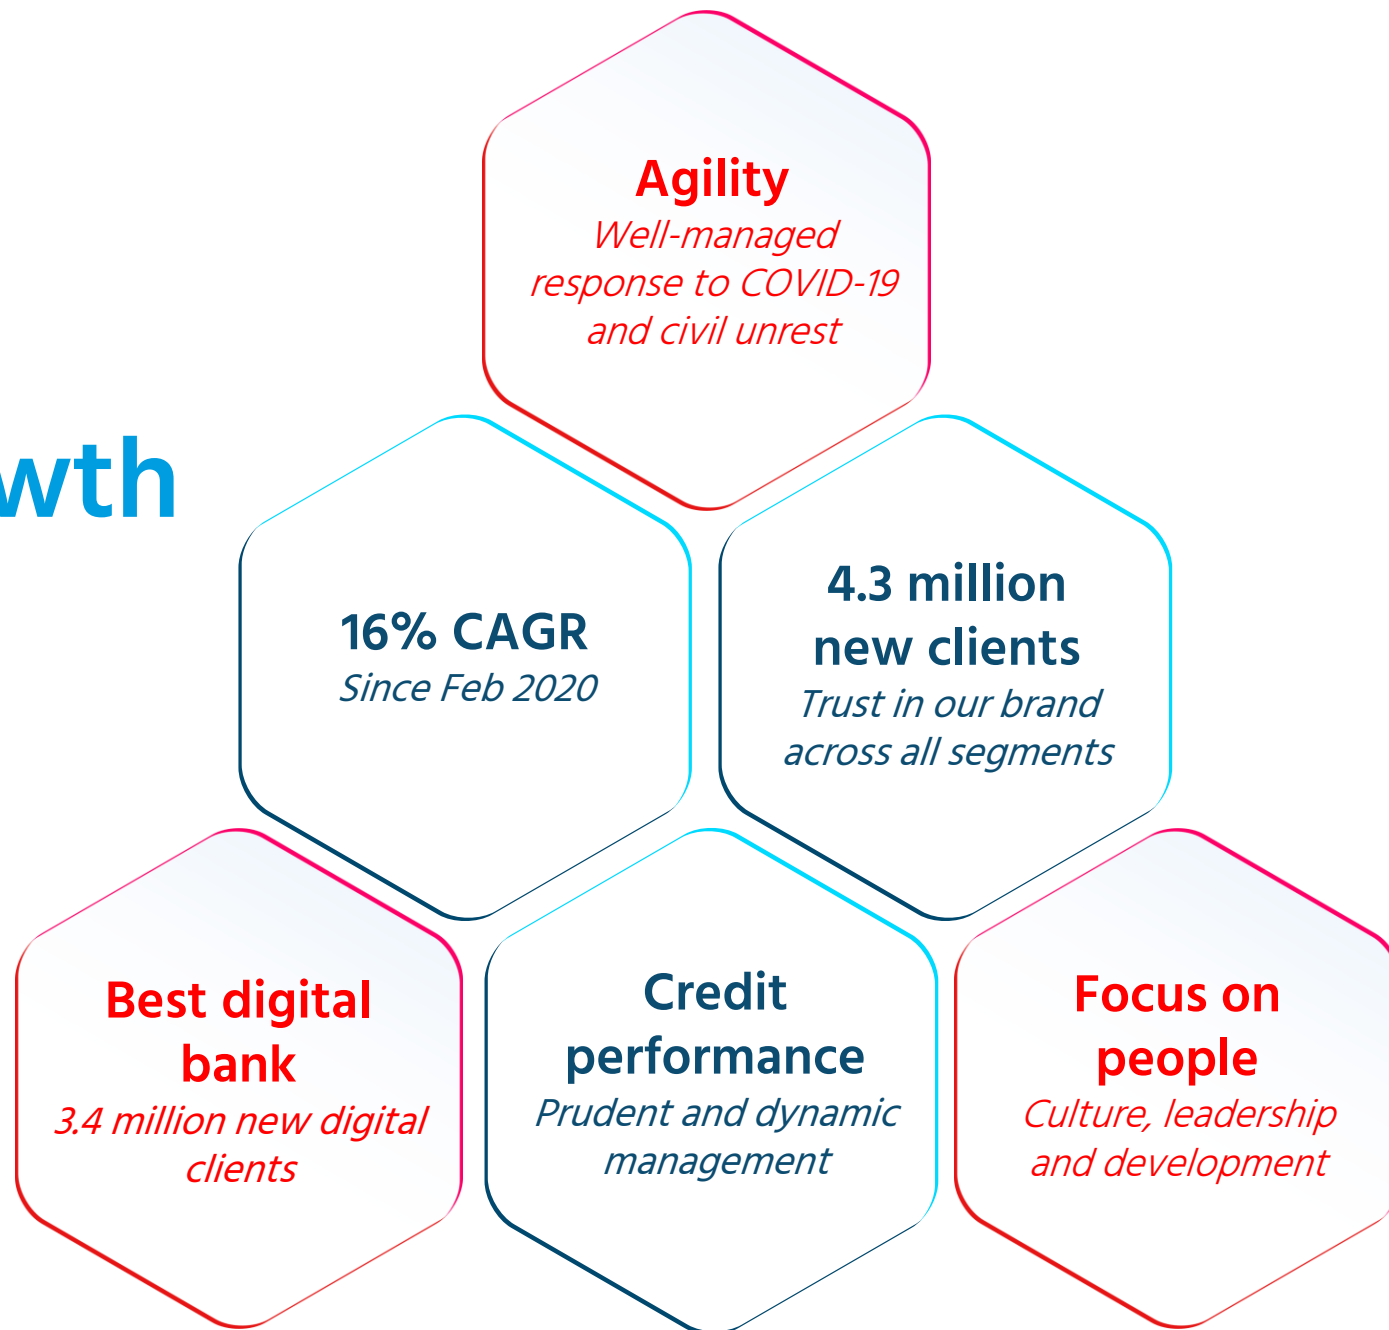 Agility
Well-managed
response to COVID-19
and civil unrest
wth
16% CAGR
Since Feb 2020
4.3 million
new clients
Trust in our brand
across all segments
Best digital
bank
3.4 million new digital
clients
Credit
performance
Prudent and dynamic
management
Focus on
people
Culture, leadership
and development